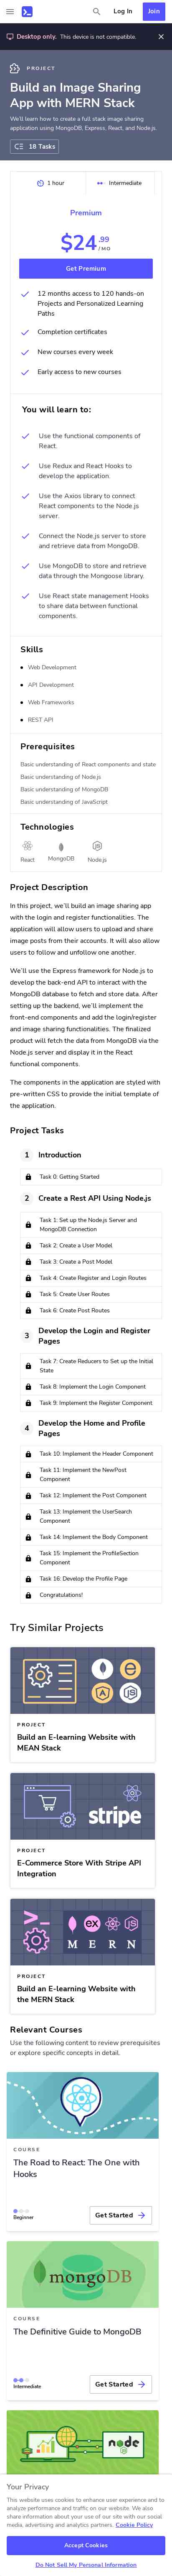 Log In
Join
Desktop only. This device is not compatible.
PROJECT
Build an Image Sharing
App with MERN Stack
We'll learn how to create a full stack image sharing
application using MongoDB, Express, React, and Node.js.
18 Tasks
1 hour
Intermediate
Premium
$24.99
/MO
Get Premium
12 months access to 120 hands-on
Projects and Personalized Learning
Paths
Completion certificates
New courses every week
Early access to new courses
You will learn to:
Use the functional components of
React.
Use Redux and React Hooks to
develop the application.
Use the Axios library to connect
React components to the Node.js
server.
Connect the Node.js server to store
and retrieve data from MongoDB.
Use MongoDB to store and retrieve
data through the Mongoose library.
Use React state management Hooks
to share data between functional
components.
Skills
Web Development
API Development
Web Frameworks
REST API
Prerequisites
Basic understanding of React components and state
Basic understanding of Node.js
Basic understanding of MongoDB
Basic understanding of JavaScript
Technologies
React
MongoDB
Node.js
Project Description
In this project, we'll build an image sharing app
with the login and register functionalities. The
application will allow users to upload and share
image posts from their accounts. It will also allow
users to follow and unfollow one another.
We'll use the Express framework for Node.js to
develop the back-end API to interact with the
MongoDB database to fetch and store data. After
setting up the backend, we'll implement the
front-end components and add the login/register
and image sharing functionalities. The finalized
product will fetch the data from MongoDB via the
Node.js server and display it in the React
functional components.
The components in the application are styled with
pre-written CSS to provide the initial template of
the application.
Project Tasks
1
Introduction
Task 0: Getting Started
2
Create a Rest API Using Node.js
Task 1: Set up the Node.js Server and
MongoDB Connection
Task 2: Create a User Model
Task 3: Create a Post Model
Task 4: Create Register and Login Routes
Task 5: Create User Routes
Task 6: Create Post Routes
3
Develop the Login and Register
Pages
Task 7: Create Reducers to Set up the Initial
State
Task 8: Implement the Login Component
Task 9: Implement the Register Component
4
Develop the Home and Profile
Pages
Task 10: Implement the Header Component
Task 11: Implement the NewPost
Component
Task 12: Implement the Post Component
Task 13: Implement the UserSearch
Component
Task 14: Implement the Body Component
Task 15: Implement the ProfileSection
Component
Task 16: Develop the Profile Page
Congratulations!
Try Similar Projects
PROJECT
Build an E-learning Website with
MEAN Stack
stripe
PROJECT
E-Commerce Store With Stripe API
Integration
ex
MERN
PROJECT
Build an E-learning Website with
the MERN Stack
Relevant Courses
Use the following content to review prerequisites
or explore specific concepts in detail.
COURSE
The Road to React: The One with
Hooks
Beginner
Get Started
mongoDB
COURSE
The Definitive Guide to MongoDB
Intermediate
Get Started
node
Your Privacy
This website uses cookies to enhance user experience and to
analyze performance and traffic on our website. We also
share information about your use of our site with our social
media, advertising and analytics partners. Cookie Policy
Accept Cookies
Do Not Sell My Personal Information